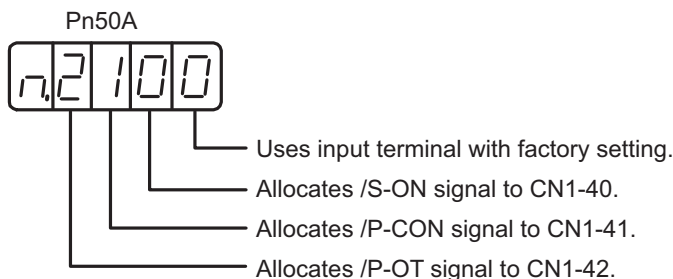 Pn50A
n.2100
Uses input terminal with factory setting.
Allocates /S-ON signal to CN1-40.
Allocates /P-CON signal to CN1-41.
Allocates /P-OT signal to CN1-42.